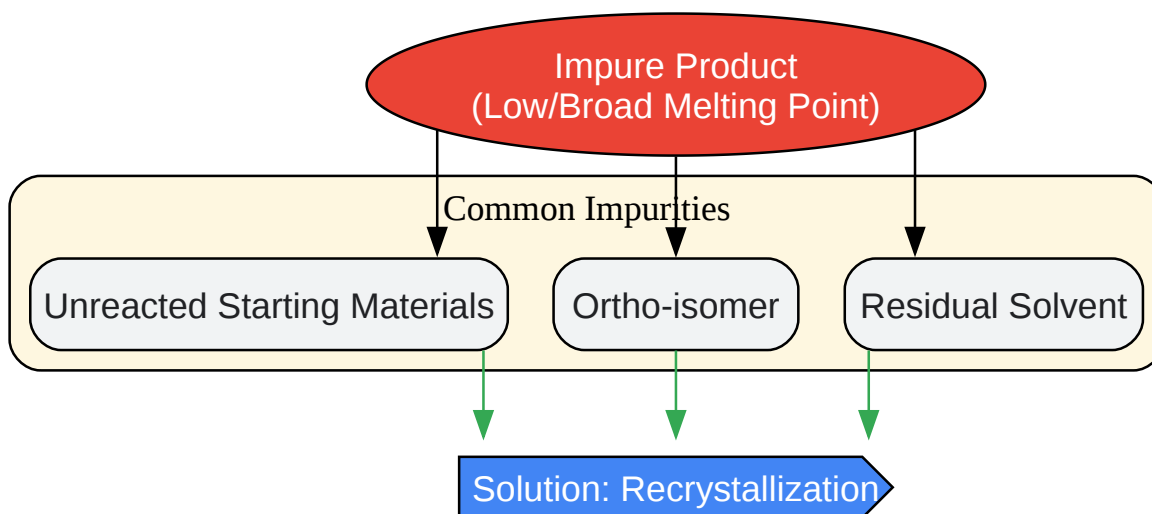 Impure Product
(Low/Broad Melting Point)
Common Impurities
Unreacted Starting Materials
Ortho-isomer
Residual Solvent
Solution: Recrystallization